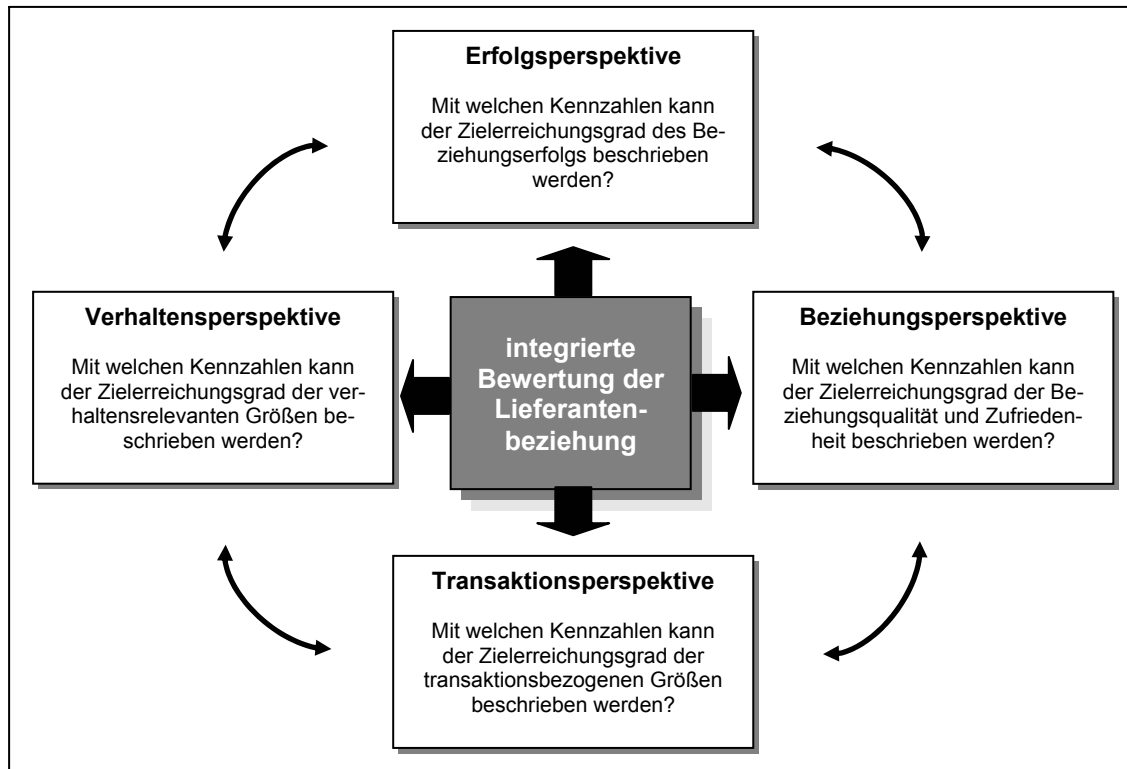 Erfolgsperspektive
Mit welchen Kennzahlen kann
der Zielerreichungsgrad des Be-
ziehungserfolgs beschrieben
werden?
Verhaltensperspektive
Mit welchen Kennzahlen kann
der Zielerreichungsgrad der ver-
haltensrelevanten Größen be-
schrieben werden?
integrierte
Bewertung der
Lieferanten-
beziehung
Beziehungsperspektive
Mit welchen Kennzahlen kann
der Zielerreichungsgrad der Be-
ziehungsqualität und Zufrieden-
heit beschrieben werden?
Transaktionsperspektive
Mit welchen Kennzahlen kann
der Zielerreichungsgrad der
transaktionsbezogenen Größen
beschrieben werden?